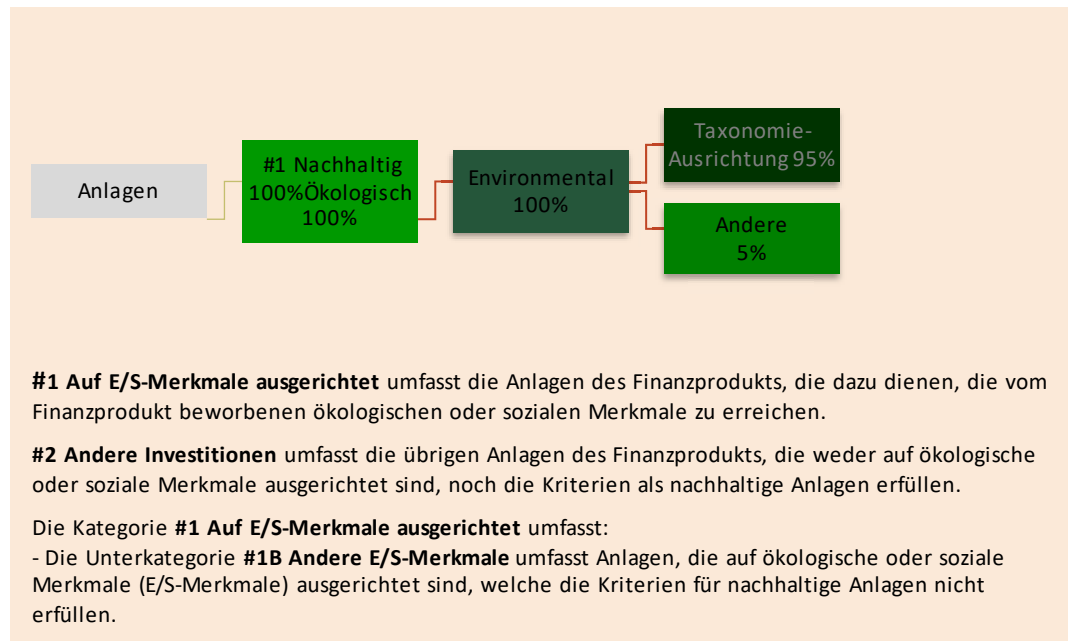 Anlagen
#1 Nachhaltig
100%Ökologisch
100%
Environmental
100%
Taxonomie-
Ausrichtung 95%
Andere
5%
#1 Auf E/S-Merkmale ausgerichtet umfasst die Anlagen des Finanzprodukts, die dazu dienen, die vom
Finanzprodukt beworbenen ökologischen oder sozialen Merkmale zu erreichen.
#2 Andere Investitionen umfasst die übrigen Anlagen des Finanzprodukts, die weder auf ökologische
oder soziale Merkmale ausgerichtet sind, noch die Kriterien als nachhaltige Anlagen erfüllen.
Die Kategorie #1 Auf E/S-Merkmale ausgerichtet umfasst:
- Die Unterkategorie #1B Andere E/S-Merkmale umfasst Anlagen, die auf ökologische oder soziale
Merkmale (E/S-Merkmale) ausgerichtet sind, welche die Kriterien für nachhaltige Anlagen nicht
erfüllen.